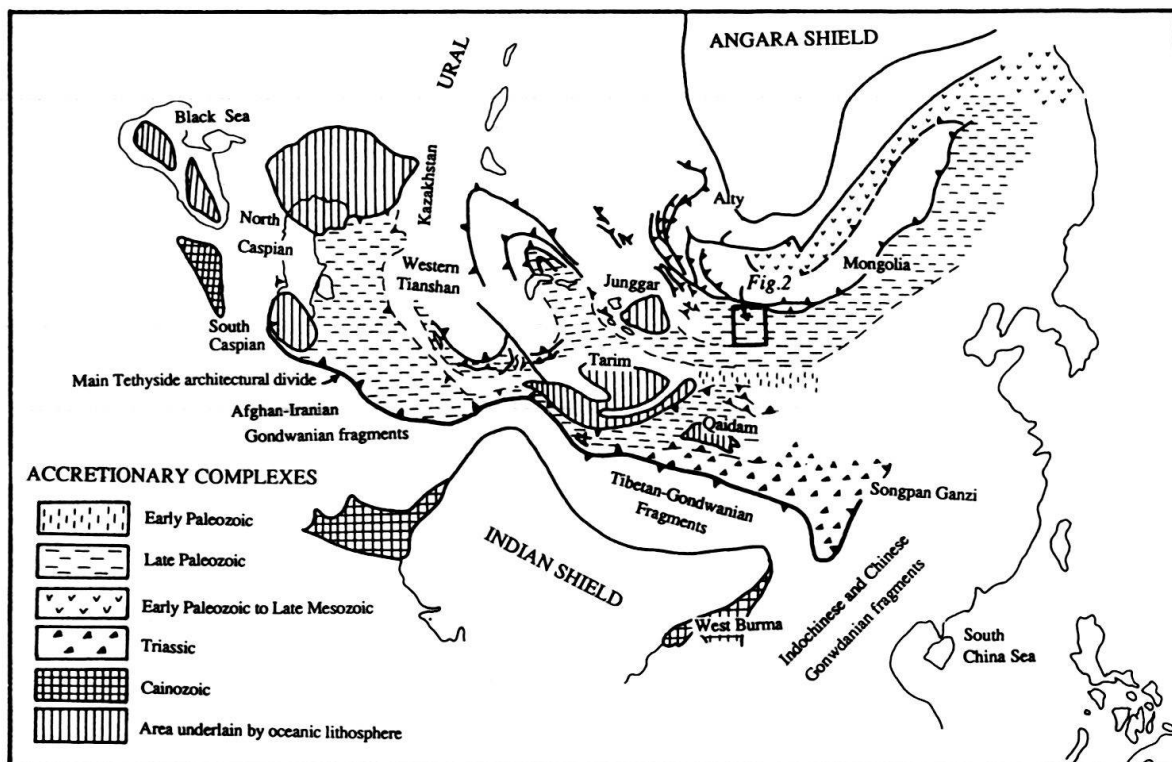 ANGARA SHIELD
URAL
Black Sea
Kazakhstan
Alty
North
Caspian
Mongolia
Western
Tianshan
Junggar
Fig.2
South
Caspian
Tarim
Main Tethyside architectural divide
Afghan-Iranian
Gondwanian fragments
Qaidam
ACCRETIONARY COMPLEXES
Songpan Ganzi
Tibetan-Gondwanian
Fragments
Early Paleozoic
INDIAN SHIELD
Late Paleozoic
Early Paleozoic to Late Mesozoic
Indochinese and Chinese
Gonwdanian fragments
West Burma
South
China Sea
Triassic
Cainozoic
Area underlain by oceanic lithosphere